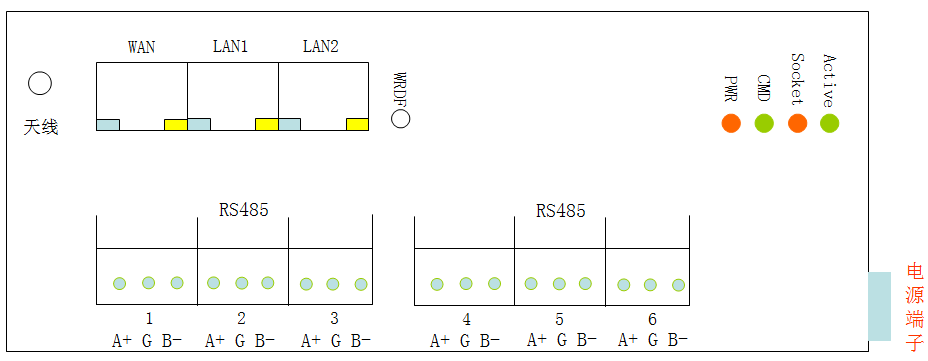 WAN LAN1 LAN2
天线
WRDF
PWR
CMD
Socket
Active
RS485 RS485
1 2 3 4 5 6
A+ G B- A+ G B- A+ G B- A+ G B- A+ G B- A+ G B-
电源端子